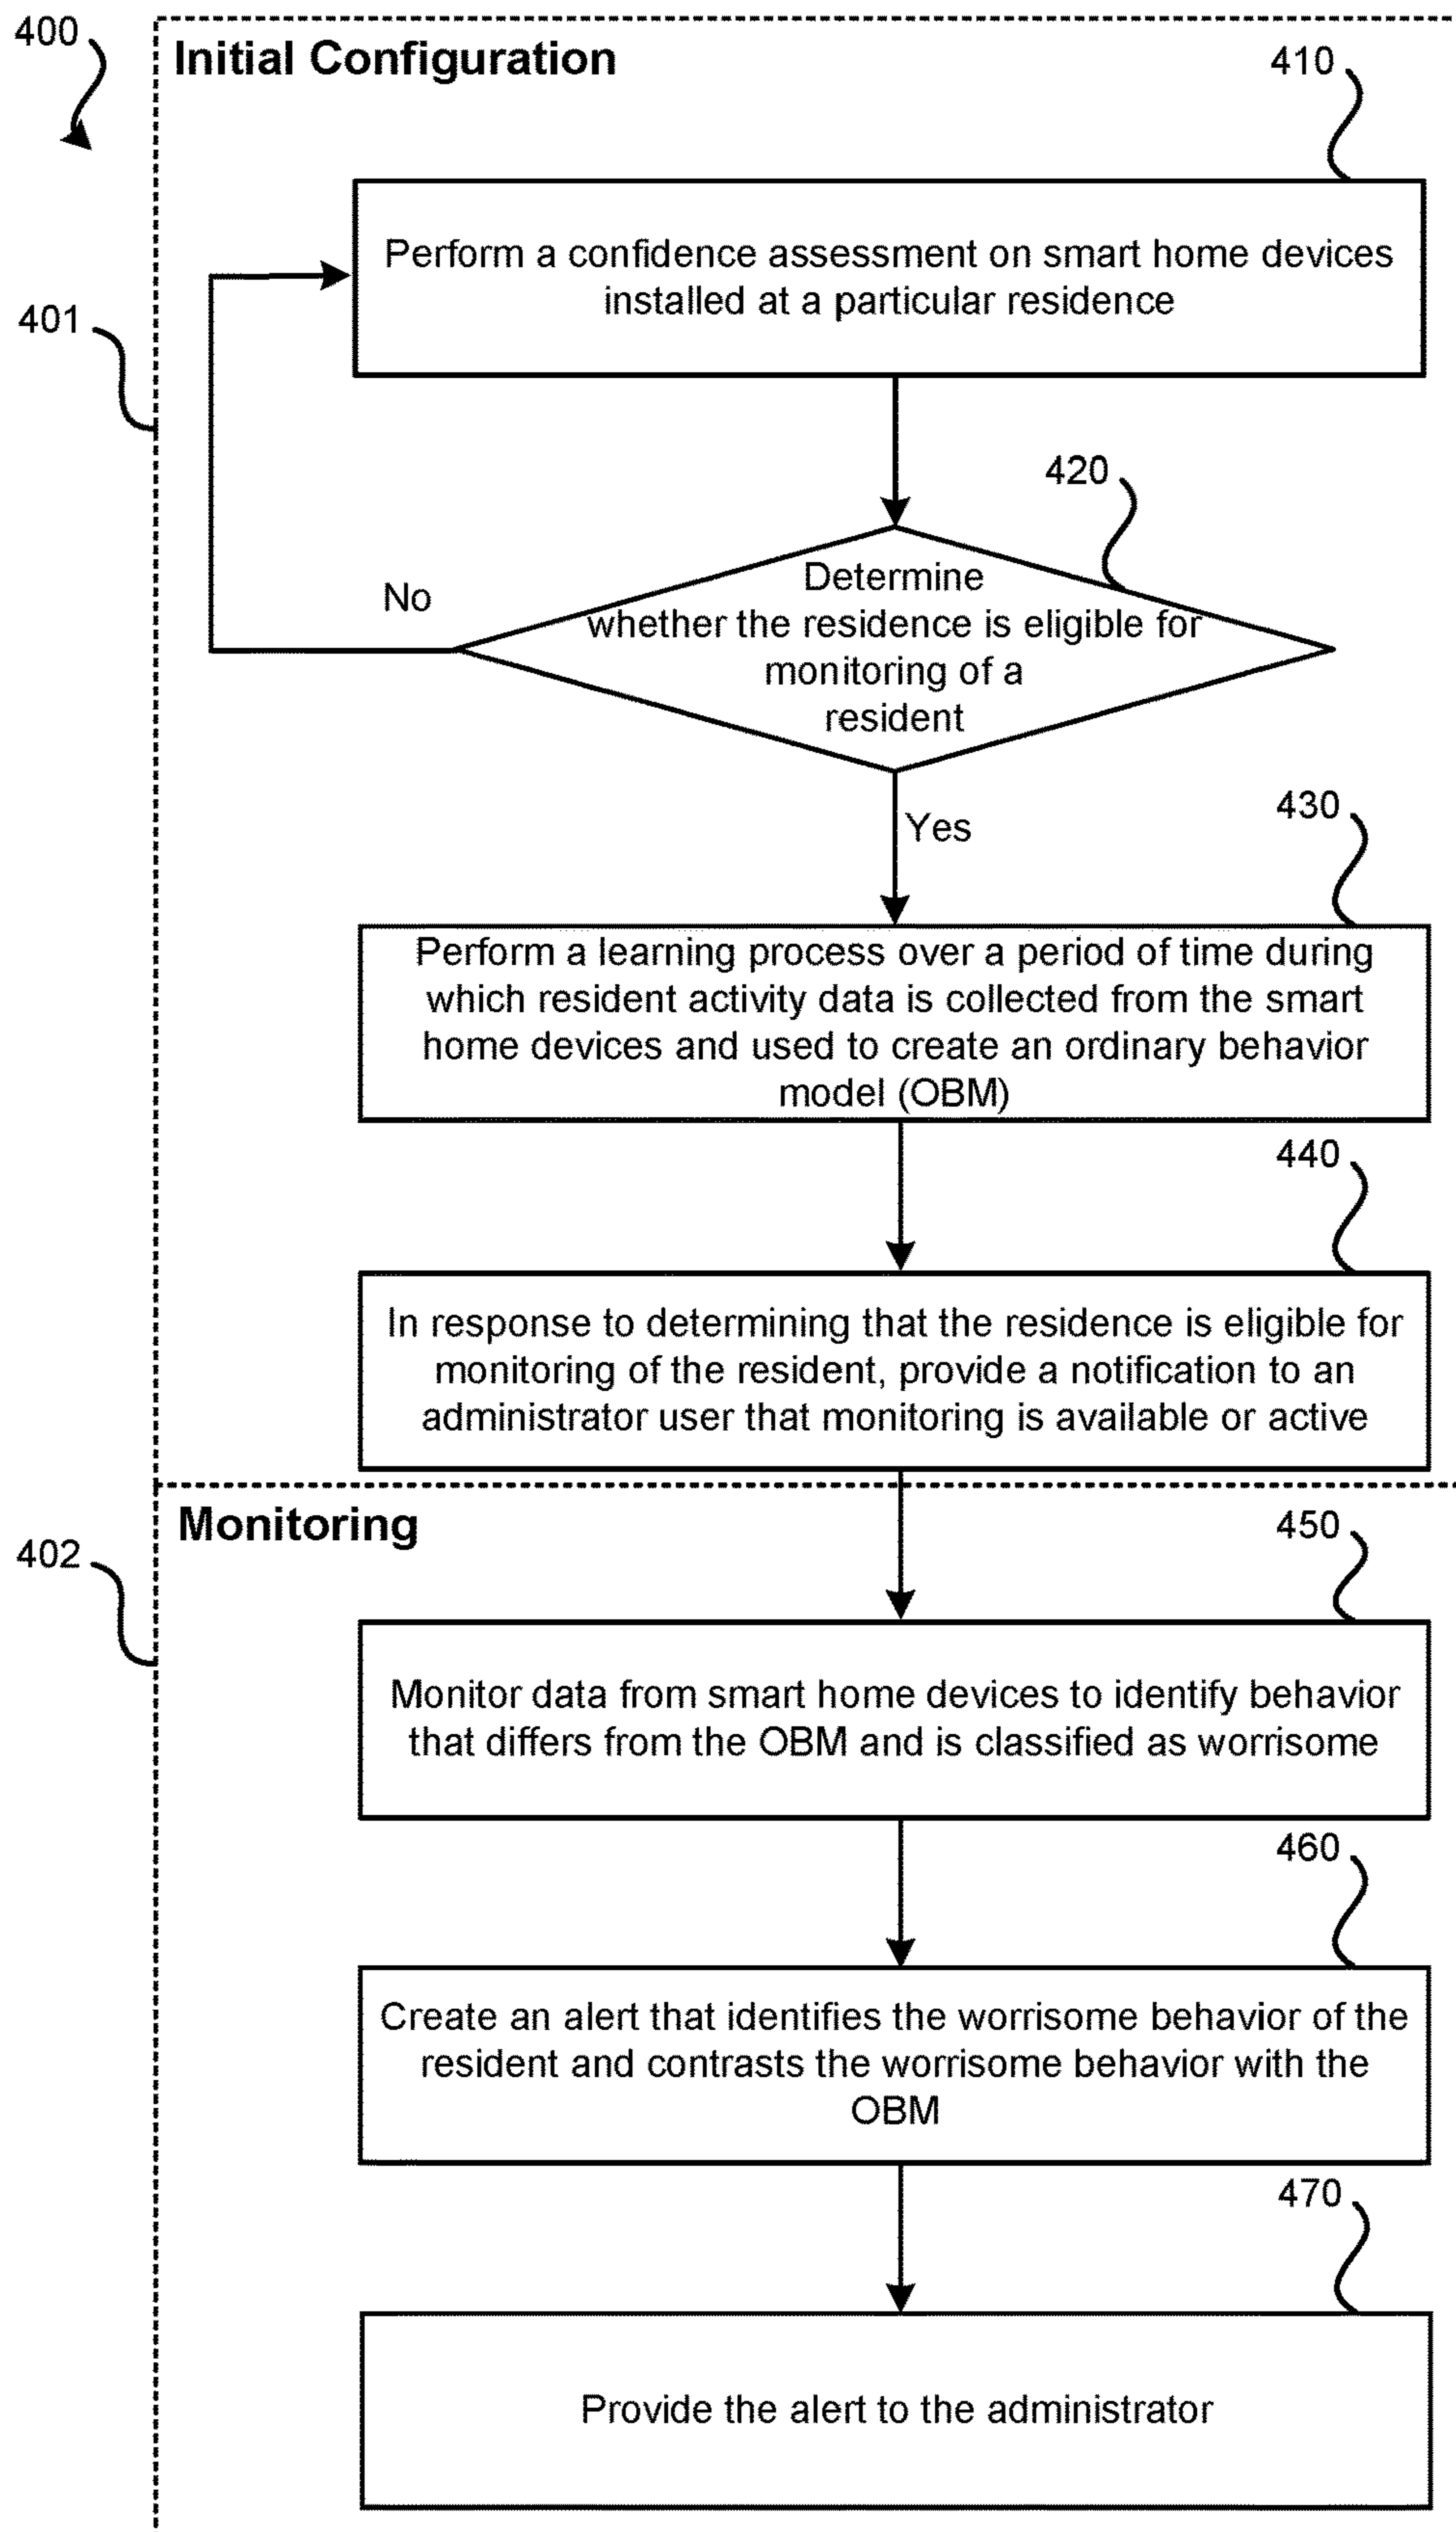 400
Initial Configuration
410
Perform a confidence assessment on smart home devices
installed at a particular residence
401
420
Determine
whether the residence is eligible for
monitoring of a
resident
No
Yes
430
Perform a learning process over a period of time during
which resident activity data is collected from the smart
home devices and used to create an ordinary behavior
model (OBM)
440
In response to determining that the residence is eligible for
monitoring of the resident, provide a notification to an
administrator user that monitoring is available or active
Monitoring
402
450
Monitor data from smart home devices to identify behavior
that differs from the OBM and is classified as worrisome
460
Create an alert that identifies the worrisome behavior of the
resident and contrasts the worrisome behavior with the
OBM
470
Provide the alert to the administrator